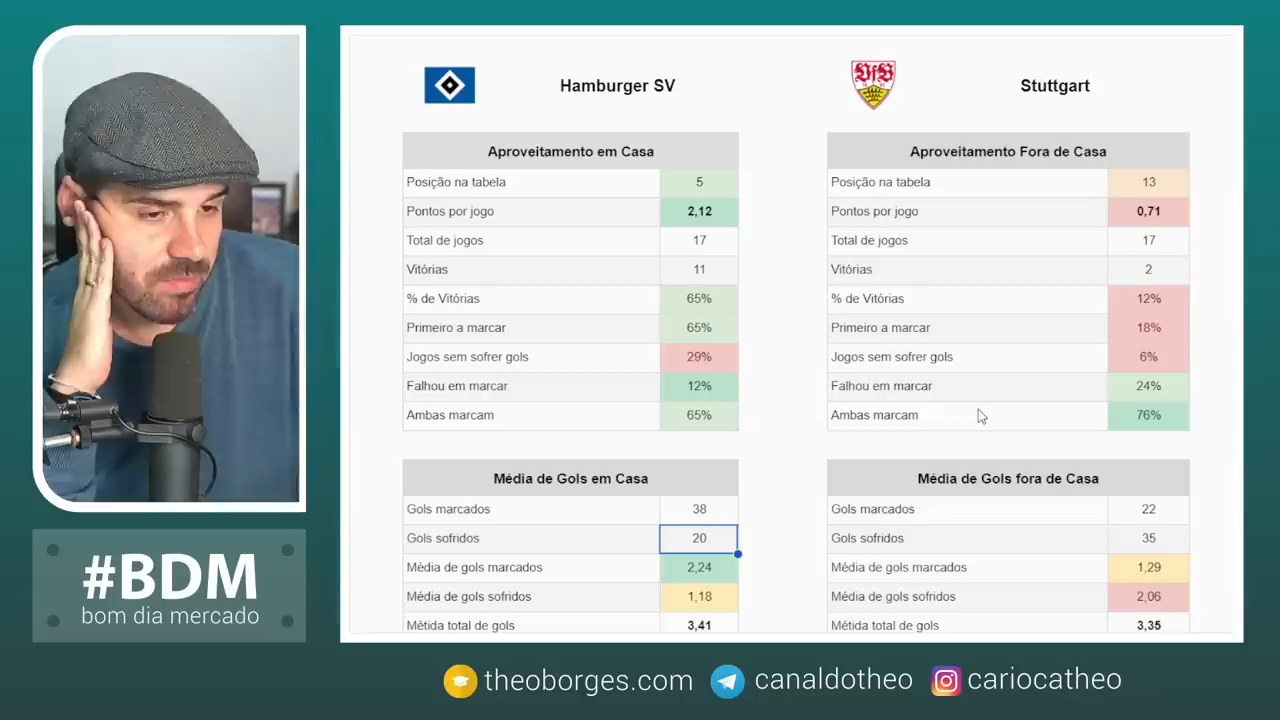 Hamburger SV
Stuttgart
Aproveitamento em Casa
Posição na tabela 5
Pontos por jogo 2,12
Total de jogos 17
Vitórias 11
% de Vitórias 65%
Primeiro a marcar 65%
Jogos sem sofrer gols 29%
Falhou em marcar 12%
Ambas marcam 65%
Aproveitamento Fora de Casa
Posição na tabela 13
Pontos por jogo 0,71
Total de jogos 17
Vitórias 2
% de Vitórias 12%
Primeiro a marcar 18%
Jogos sem sofrer gols 6%
Falhou em marcar 24%
Ambas marcam 76%
Média de Gols em Casa
Gols marcados 38
Gols sofridos 20
Média de gols marcados 2,24
Média de gols sofridos 1,18
Métida total de gols 3,41
Média de Gols fora de Casa
Gols marcados 22
Gols sofridos 35
Média de gols marcados 1,29
Média de gols sofridos 2,06
Métida total de gols 3,35
#BDM
bom dia mercado
theoborges.com
canaldotheo
cariocatheo